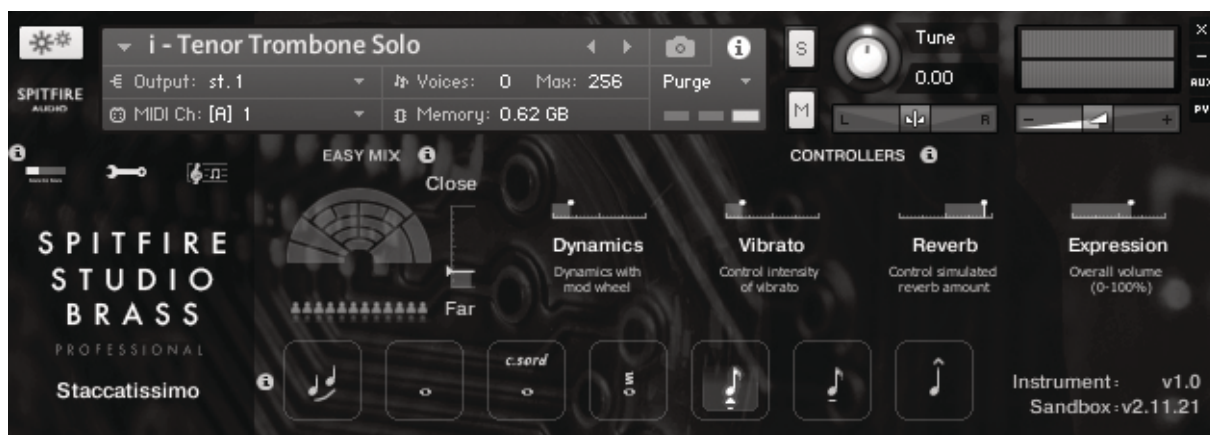 i - Tenor Trombone Solo
S
Tune
0.00
X
-
AUX
PV
SPITFIRE
AUDIO
Output: st. 1
Voices: 0 Max: 256
Purge
MIDI Ch: [A] 1
Memory: 0.62 GB
M
L R
- +
EASY MIX
CONTROLLERS
Close
Far
Dynamics
Dynamics with
mod wheel
Vibrato
Control intensity
of vibrato
Reverb
Control simulated
reverb amount
Expression
Overall volume
(0-100%)
SPITFIRE
STUDIO
BRASS
PROFESSIONAL
Staccatissimo
c.sord
Instrument: v1.0
Sandbox: v2.11.21